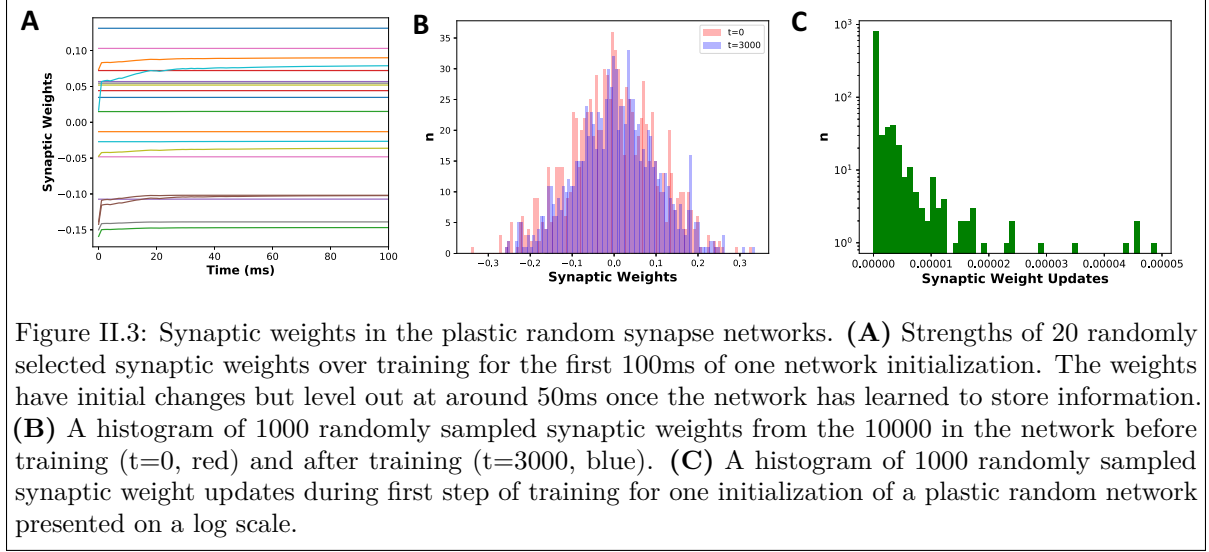 A
B
C
Synaptic Weights
0.10
0.05
0.00
−0.05
−0.10
−0.15
0
20
40
60
80
100
Time (ms)
n
35
30
25
20
15
10
5
0
t=0
t=3000
−0.3
−0.2
−0.1
0.0
0.1
0.2
0.3
Synaptic Weights
n
10³
10²
10¹
10⁰
0.00000
0.00001
0.00002
0.00003
0.00004
0.00005
Synaptic Weight Updates
Figure II.3: Synaptic weights in the plastic random synapse networks. (A) Strengths of 20 randomly
selected synaptic weights over training for the first 100ms of one network initialization. The weights
have initial changes but level out at around 50ms once the network has learned to store information.
(B) A histogram of 1000 randomly sampled synaptic weights from the 10000 in the network before
training (t=0, red) and after training (t=3000, blue). (C) A histogram of 1000 randomly sampled
synaptic weight updates during first step of training for one initialization of a plastic random network
presented on a log scale.